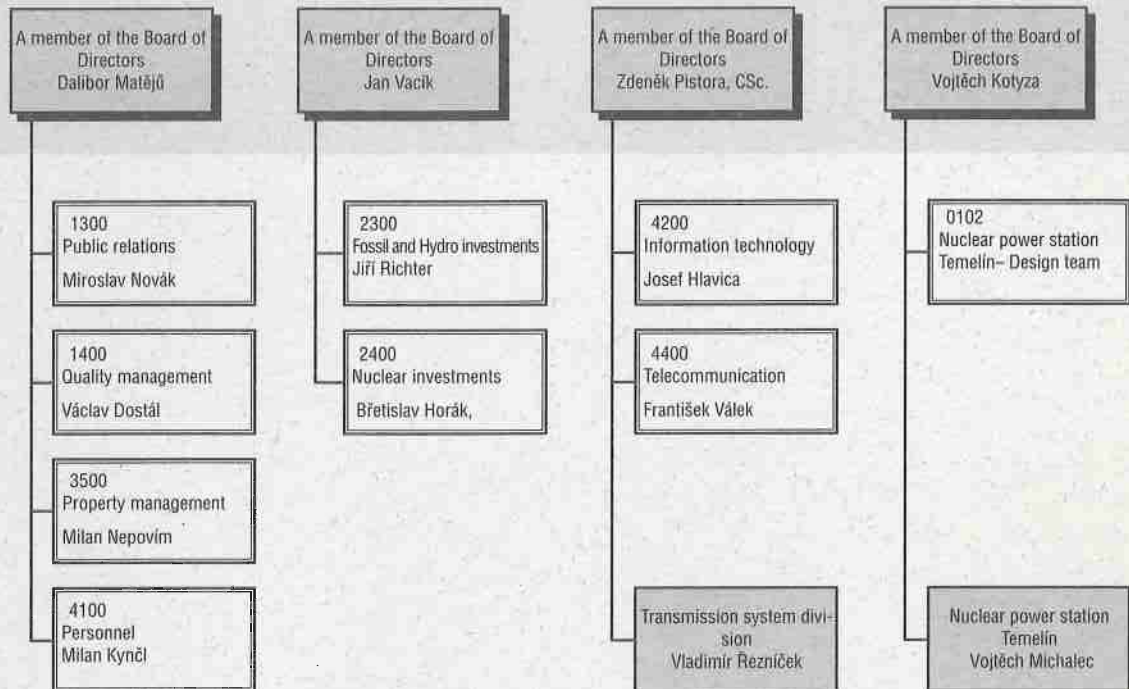 A member of the Board of
Directors
Dalibor Matějů
1300
Public relations
Miroslav Novák
1400
Quality management
Václav Dostál
3500
Property management
Milan Nepovím
4100
Personnel
Milan Kynčl
A member of the Board of
Directors
Jan Vacík
2300
Fossil and Hydro investments
Jiří Richter
2400
Nuclear investments
Břetislav Horák,
A member of the Board of
Directors
Zdeněk Pistora, CSc.
4200
Information technology
Josef Hlavica
4400
Telecommunication
František Válek
Transmission system divi-
sion
Vladimír Řezníček
A member of the Board of
Directors
Vojtěch Kotyza
0102
Nuclear power station
Temelín– Design team
Nuclear power station
Temelín
Vojtěch Michalec